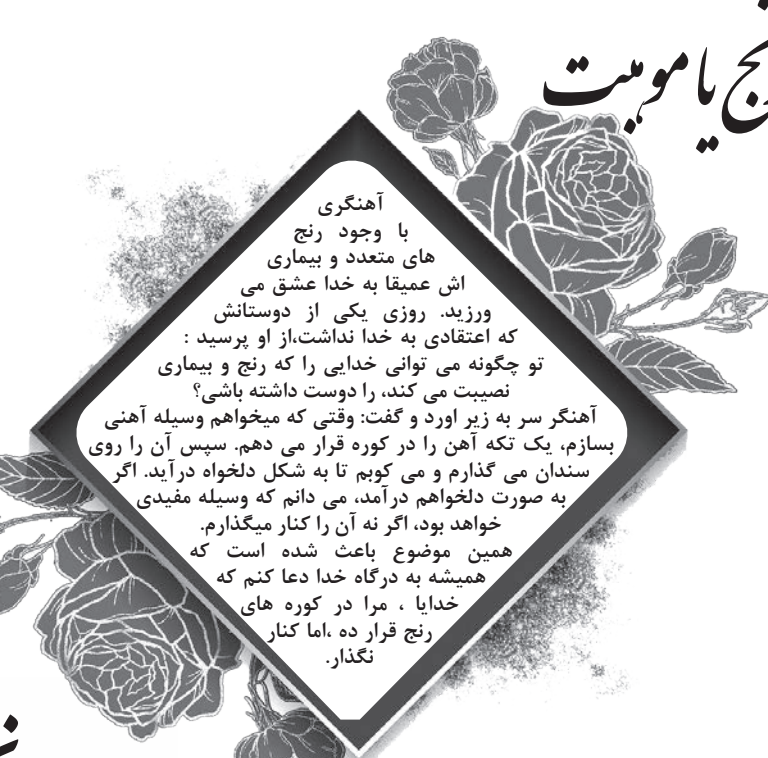 یا موهبت
آهنگری
با وجود رنج
های متعدد و بیماری
اش عمیقا به خدا عشق می
ورزید. روزی یکی از دوستانش
که اعتقادی به خدا نداشت،از او پرسید :
تو چگونه می توانی خدایی را که رنج و بیماری
نصیبت می کند، را دوست داشته باشی؟
آهنگر سر به زیر اورد و گفت: وقتی که میخواهم وسیله آهنی
بسازم، یک تکه آهن را در کوره قرار می دهم. سپس آن را روی
سندان می گذارم و می کوبم تا به شکل دلخواه درآید. اگر
به صورت دلخواهم درآمد، می دانم که وسیله مفیدی
خواهد بود، اگر نه آن را کنار میگذارم.
همین موضوع باعث شده است که
همیشه به درگاه خدا دعا کنم که
خدایا ، مرا در کوره های
رنج قرار ده ،اما کنار
نگذار.